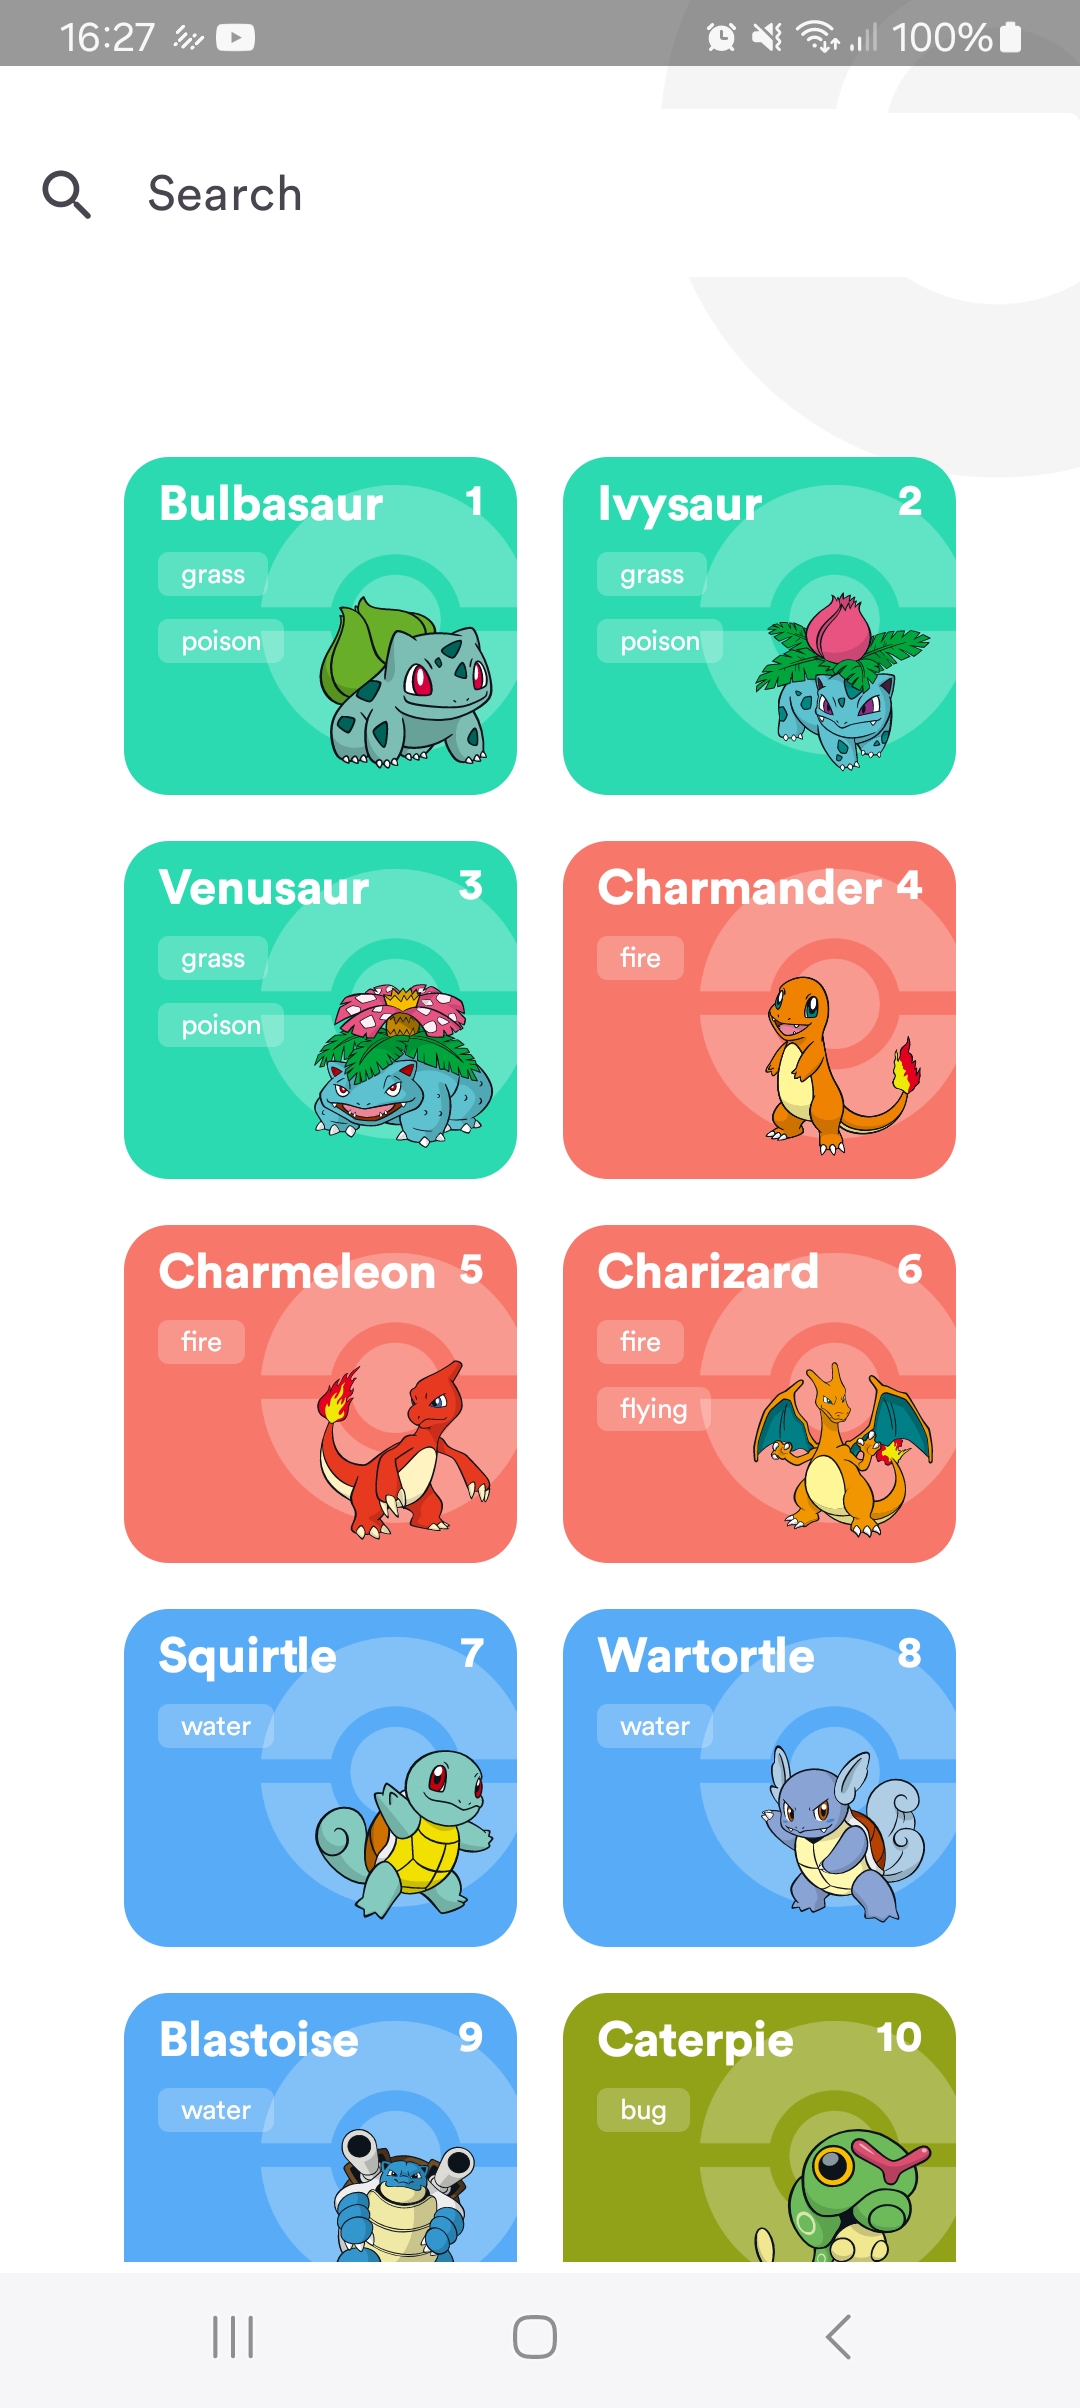 16:27 100%
Search
Bulbasaur 1
grass
poison
Ivysaur 2
grass
poison
Venusaur 3
grass
poison
Charmander 4
fire
Charmeleon 5
fire
Charizard 6
fire
flying
Squirtle 7
water
Wartortle 8
water
Blastoise 9
water
Caterpie 10
bug